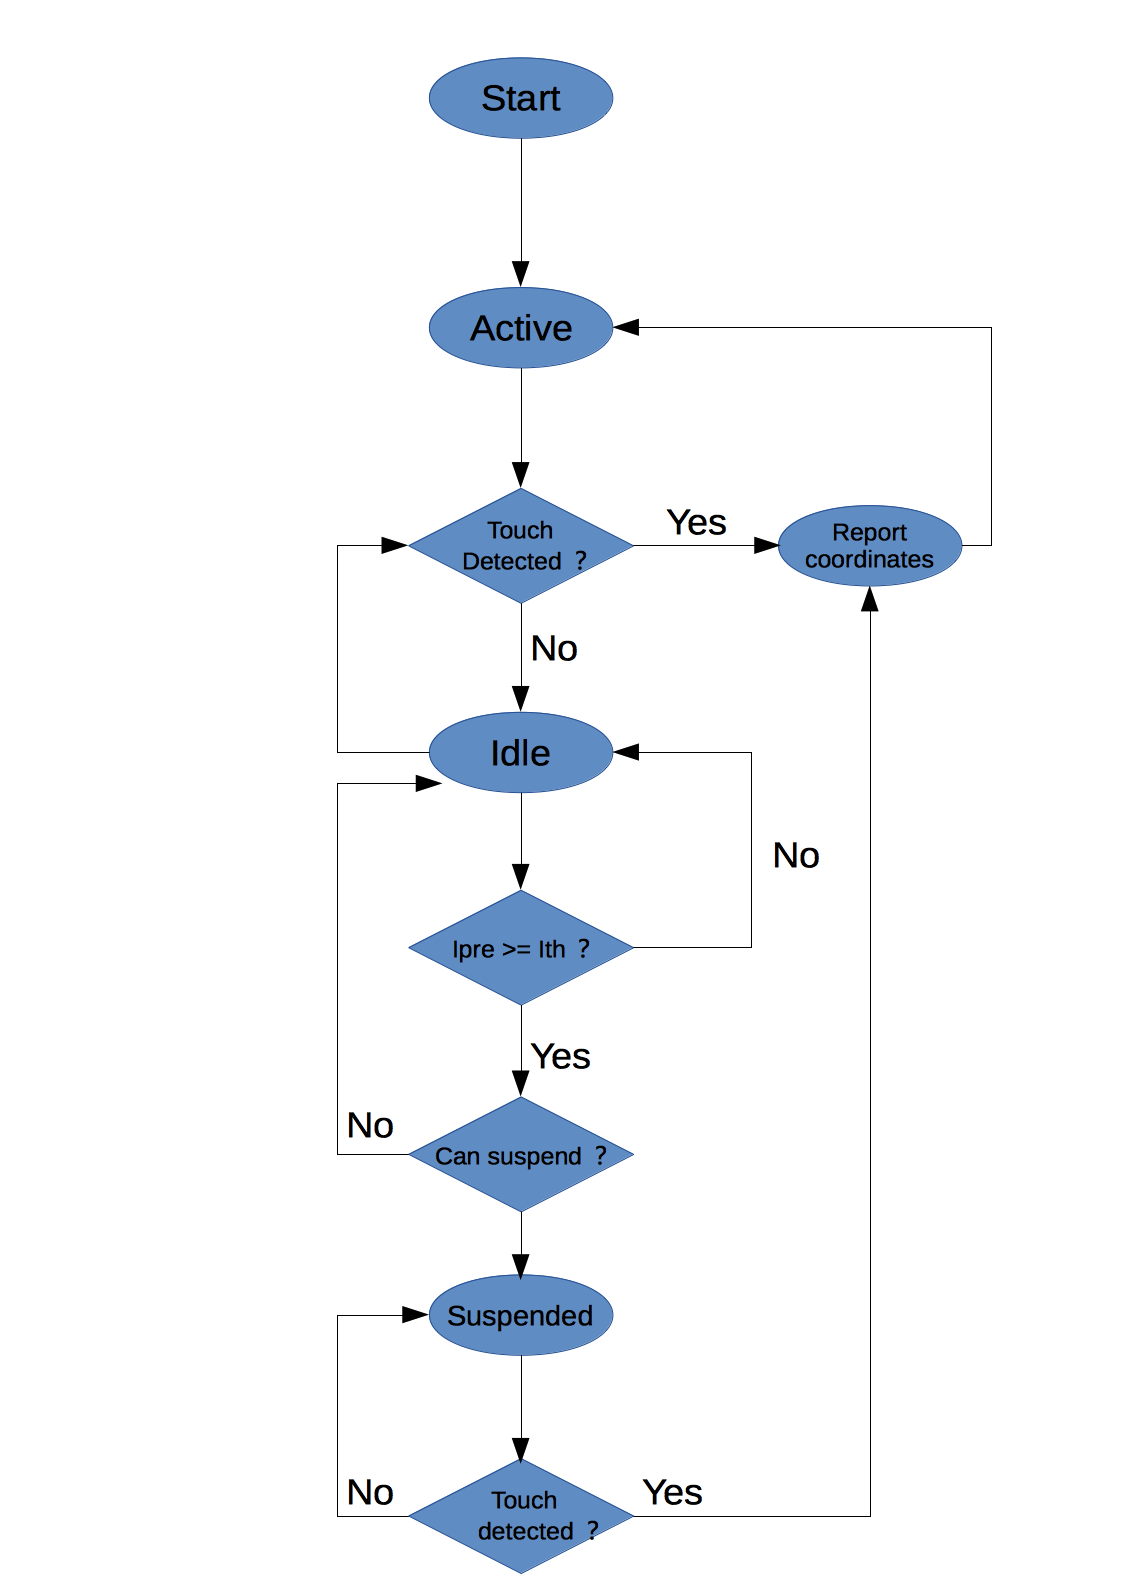 Start
Active
Touch
Detected ?
Yes
Report
coordinates
No
Idle
No
Ipre >= Ith ?
Yes
No
Can suspend ?
Suspended
No
Yes
Touch
detected ?